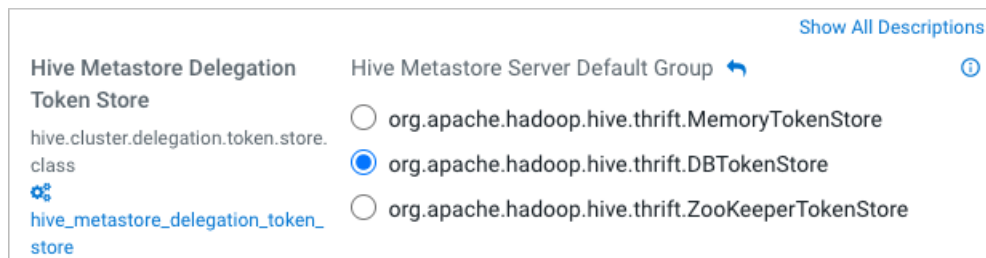 Show All Descriptions
Hive Metastore Delegation
Token Store
hive.cluster.delegation.token.store.
class
hive_metastore_delegation_token_
store
Hive Metastore Server Default Group
org.apache.hadoop.hive.thrift.MemoryTokenStore
org.apache.hadoop.hive.thrift.DBTokenStore
org.apache.hadoop.hive.thrift.ZooKeeperTokenStore